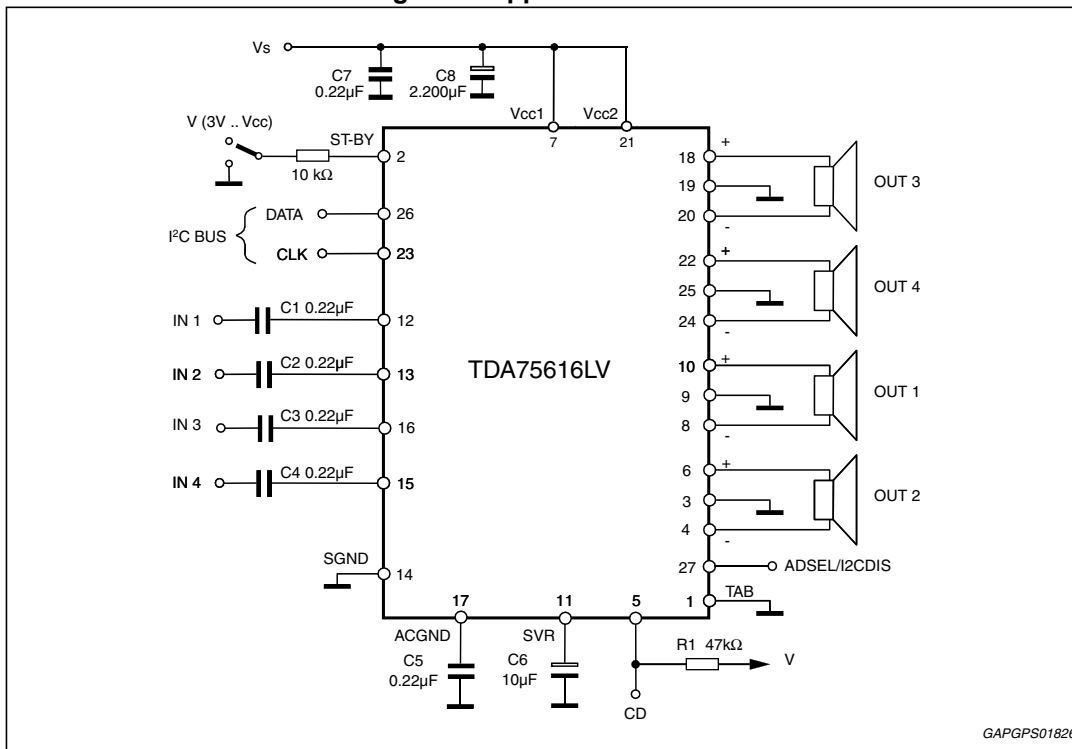 Vs
C7
0.22µF
C8
2.200µF
Vcc1
Vcc2
7
21
V (3V .. Vcc)
ST-BY
2
10 kΩ
I²C BUS
DATA
26
CLK
23
IN 1
C1 0.22µF
12
IN 2
C2 0.22µF
13
IN 3
C3 0.22µF
16
IN 4
C4 0.22µF
15
SGND
14
TDA75616LV
18
+
19
20
-
OUT 3
22
+
25
24
-
OUT 4
10
+
9
8
-
OUT 1
6
+
3
4
-
OUT 2
27
ADSEL/I2CDIS
1
TAB
17
11
5
ACGND
SVR
C5
0.22µF
C6
10µF
R1 47kΩ
V
CD
GAPGPS01826